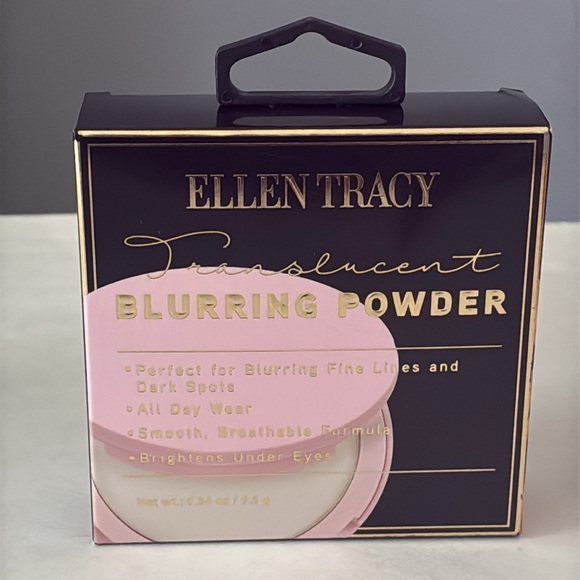 ELLEN TRACY
Translucent
BLURRING POWDER
• Perfect for Blurring Fine Lines and
Dark Spots
• All Day Wear
• Smooth, Breathable Formula
• Brightens Under Eyes
Net wt. / 0.34 oz / 9.9 g